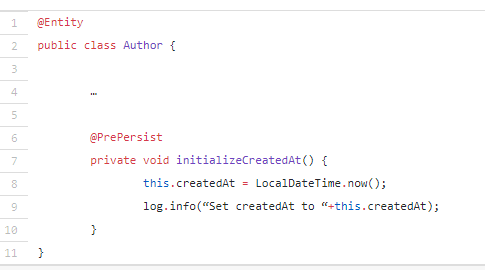 1 @Entity
2 public class Author {
3
4 …
5
6 @PrePersist
7 private void initializeCreatedAt() {
8 this.createdAt = LocalDateTime.now();
9 log.info(“Set createdAt to “+this.createdAt);
10 }
11 }